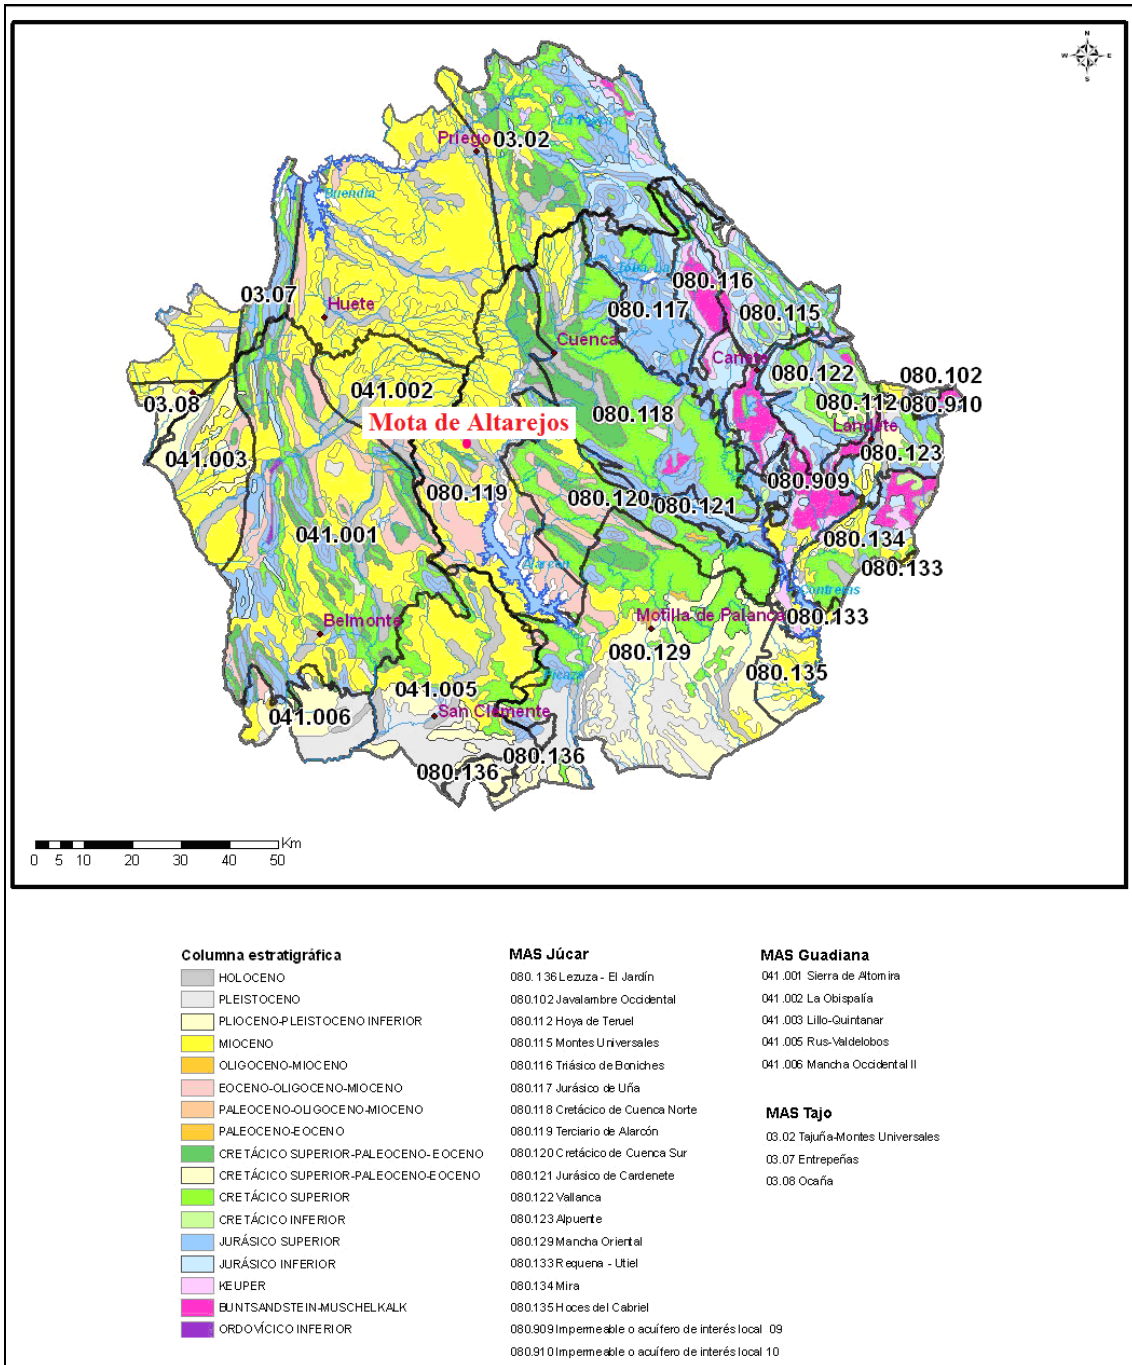 N
W E
S
La Tosca
Priego
03.02
Buendía
03.07
Huete
080.116
080.117
080.115
Cuenca
Cañete
080.122
080.102
041.002
03.08
080.112
080.910
Mota de Altarejos
080.118
Landete
041.003
080.123
080.119
080.909
080.120
080.121
041.001
080.134
080.133
Alarcón
Contreras
Belmonte
Motilla de Palancar
080.133
080.129
080.135
Picazo
041.005
041.006
San Clemente
080.136
080.136
Km
0 5 10 20 30 40 50
Columna estratigráfica
HOLOCENO
PLEISTOCENO
PLIOCENO-PLEISTOCENO INFERIOR
MIOCENO
OLIGOCENO-MIOCENO
EOCENO-OLIGOCENO-MIOCENO
PALEOCENO-OLIGOCENO-MIOCENO
PALEOCENO-EOCENO
CRETÁCICO SUPERIOR-PALEOCENO-EOCENO
CRETÁCICO SUPERIOR-PALEOCENO-EOCENO
CRETÁCICO SUPERIOR
CRETÁCICO INFERIOR
JURÁSICO SUPERIOR
JURÁSICO INFERIOR
KEUPER
BUNTSANDSTEIN-MUSCHELKALK
ORDOVÍCICO INFERIOR
MAS Júcar
080.136 Lezuza - El Jardín
080.102 Javalambre Occidental
080.112 Hoya de Teruel
080.115 Montes Universales
080.116 Triásico de Boniches
080.117 Jurásico de Uña
080.118 Cretácico de Cuenca Norte
080.119 Terciario de Alarcón
080.120 Cretácico de Cuenca Sur
080.121 Jurásico de Cardenete
080.122 Vallanca
080.123 Alpuente
080.129 Mancha Oriental
080.133 Requena - Utiel
080.134 Mira
080.135 Hoces del Cabriel
080.909 Impermeable o acuífero de interés local 09
080.910 Impermeable o acuífero de interés local 10
MAS Guadiana
041.001 Sierra de Altomira
041.002 La Obispalía
041.003 Lillo-Quintanar
041.005 Rus-Valdelobos
041.006 Mancha Occidental II
MAS Tajo
03.02 Tajuña-Montes Universales
03.07 Entrepeñas
03.08 Ocaña